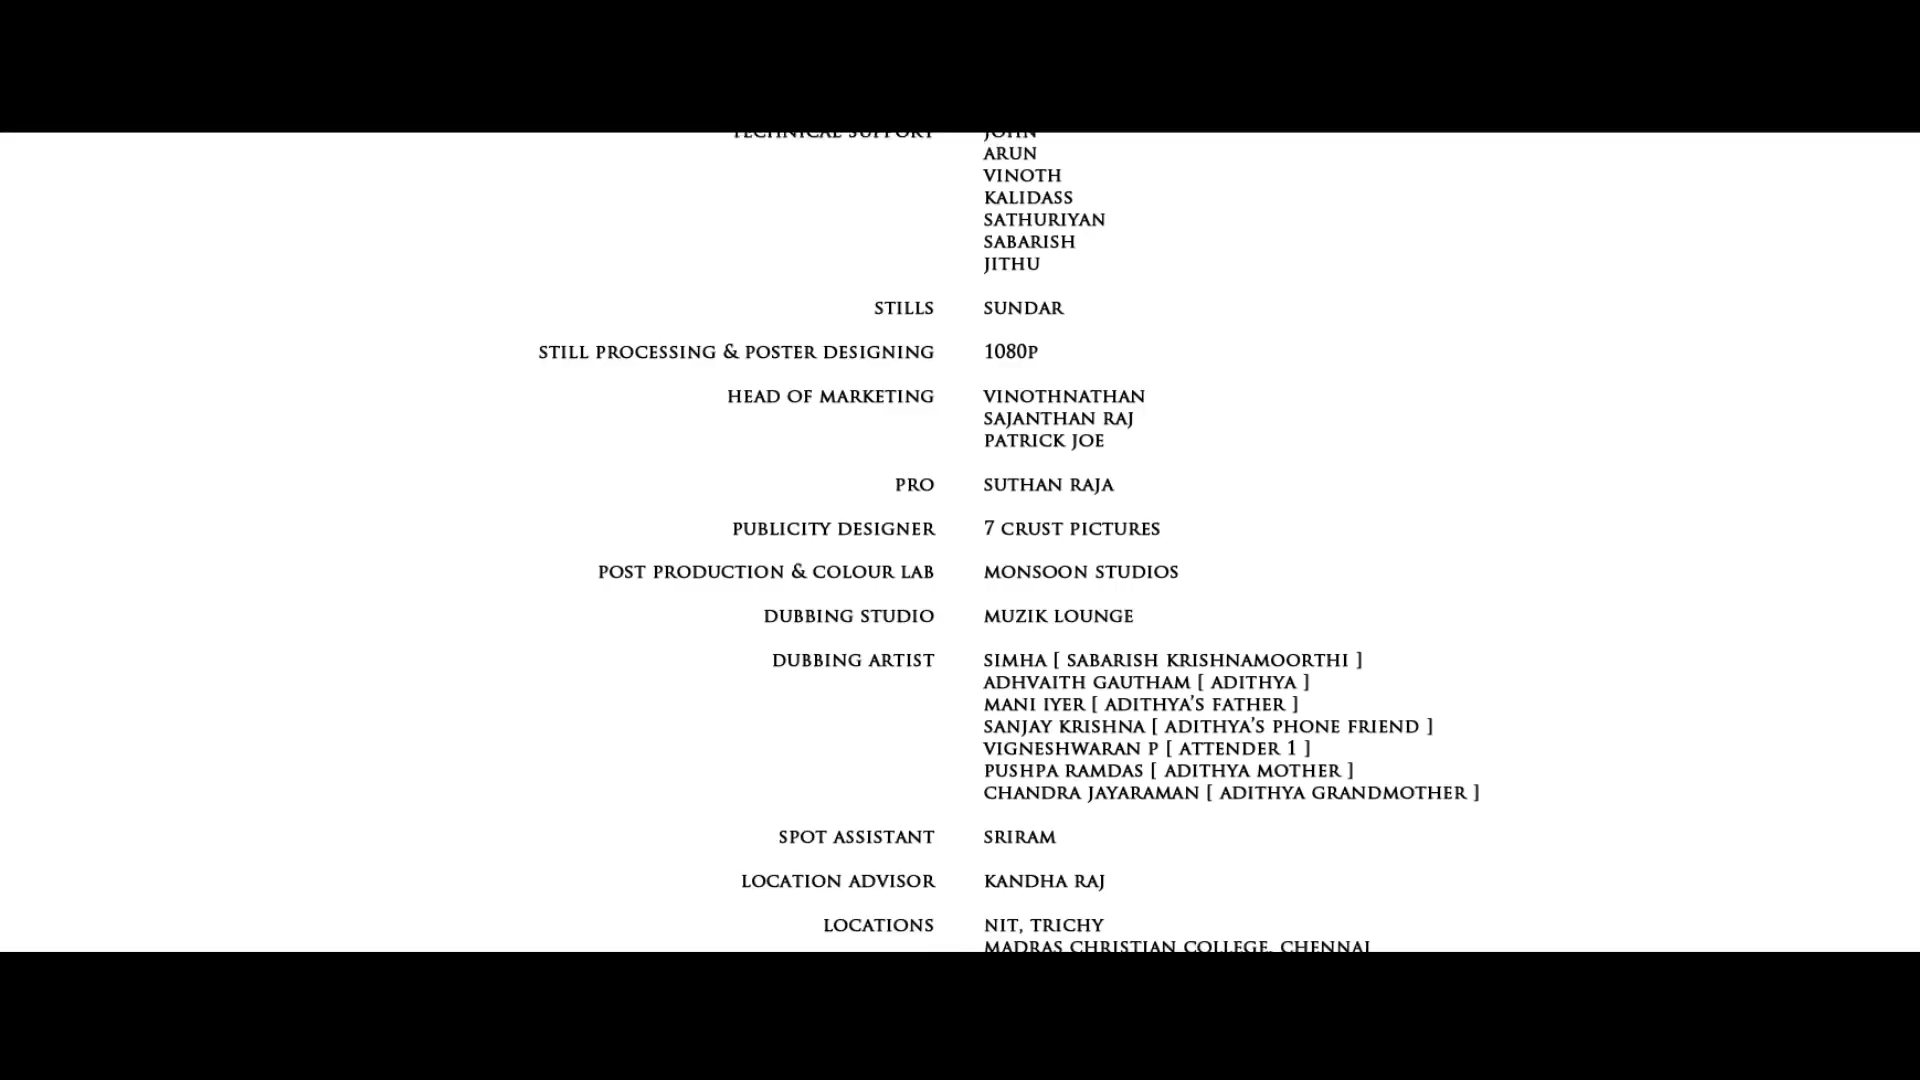 TECHNICAL SUPPORT JOHN
ARUN
VINOTH
KALIDASS
SATHURIYAN
SABARISH
JITHU
STILLS SUNDAR
STILL PROCESSING & POSTER DESIGNING 1080P
HEAD OF MARKETING VINOTHNATHAN
SAJANTHAN RAJ
PATRICK JOE
PRO SUTHAN RAJA
PUBLICITY DESIGNER 7 CRUST PICTURES
POST PRODUCTION & COLOUR LAB MONSOON STUDIOS
DUBBING STUDIO MUZIK LOUNGE
DUBBING ARTIST SIMHA [ SABARISH KRISHNAMOORTHI ]
ADHVAITH GAUTHAM [ ADITHYA ]
MANI IYER [ ADITHYA'S FATHER ]
SANJAY KRISHNA [ ADITHYA'S PHONE FRIEND ]
VIGNESHWARAN P [ ATTENDER 1 ]
PUSHPA RAMDAS [ ADITHYA MOTHER ]
CHANDRA JAYARAMAN [ ADITHYA GRANDMOTHER ]
SPOT ASSISTANT SRIRAM
LOCATION ADVISOR KANDHA RAJ
LOCATIONS NIT, TRICHY
MADRAS CHRISTIAN COLLEGE, CHENNAI